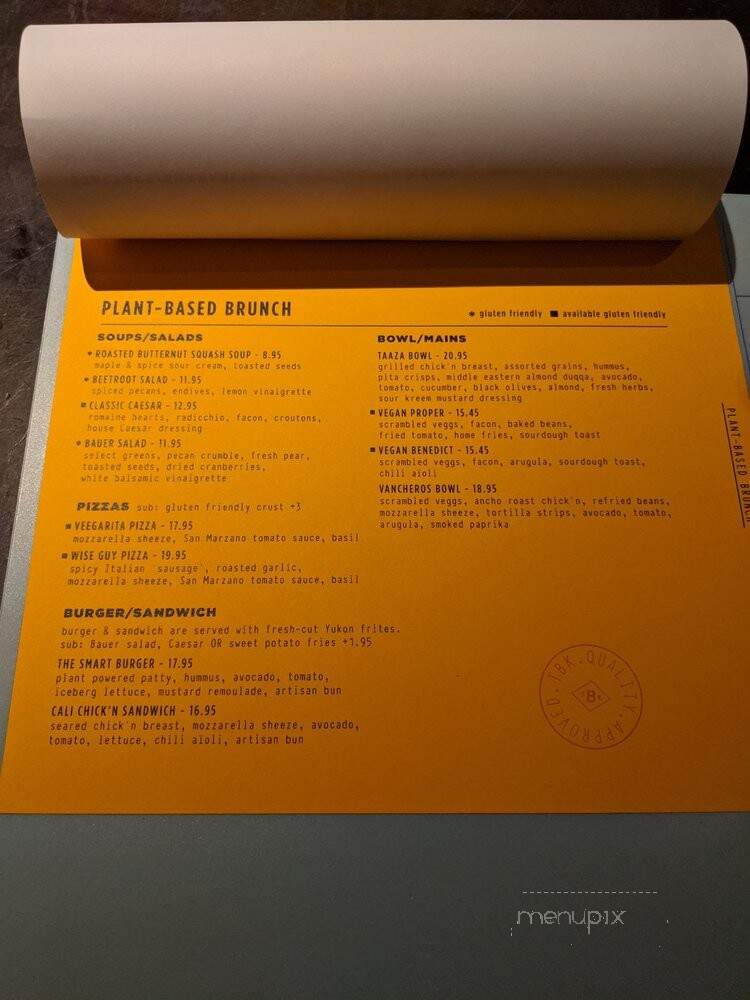 PLANT-BASED BRUNCH
* gluten friendly ■ available gluten friendly
SOUPS/SALADS
* ROASTED BUTTERNUT SQUASH SOUP - 8.95
maple & spice sour cream, toasted seeds
* BEETROOT SALAD - 11.95
spiced pecans, endives, lemon vinaigrette
■ CLASSIC CAESAR - 12.95
romaine hearts, radicchio, facon, croutons,
house Caesar dressing
* BAUER SALAD - 11.95
select greens, pecan crumble, fresh pear,
toasted seeds, dried cranberries,
white balsamic vinaigrette
PIZZAS sub: gluten friendly crust +3
■ VEEGARITA PIZZA - 17.95
mozzarella sheeze, San Marzano tomato sauce, basil
■ WISE GUY PIZZA - 19.95
spicy Italian 'sausage', roasted garlic,
mozzarella sheeze, San Marzano tomato sauce, basil
BURGER/SANDWICH
burger & sandwich are served with fresh-cut Yukon frites.
sub: Bauer salad, Caesar OR sweet potato fries +1.95
THE SMART BURGER - 17.95
plant powered patty, hummus, avocado, tomato,
iceberg lettuce, mustard remoulade, artisan bun
CALI CHICK'N SANDWICH - 16.95
seared chick'n breast, mozzarella sheeze, avocado,
tomato, lettuce, chili aïoli, artisan bun
BOWL/MAINS
TAAZA BOWL - 20.95
grilled chick'n breast, assorted grains, hummus,
pita crisps, middle eastern almond duqqa, avocado,
tomato, cucumber, black olives, almond, fresh herbs,
sour kreem mustard dressing
■ VEGAN PROPER - 15.45
scrambled veggs, facon, baked beans,
fried tomato, home fries, sourdough toast
■ VEGAN BENEDICT - 15.45
scrambled veggs, facon, arugula, sourdough toast,
chili aïoli
VANCHEROS BOWL - 18.95
scrambled veggs, ancho roast chick'n, refried beans,
mozzarella sheeze, tortilla strips, avocado, tomato,
arugula, smoked paprika
PLANT-BASED BRUNCH
TBK.QUALITY.APPROVED.
B
menupix